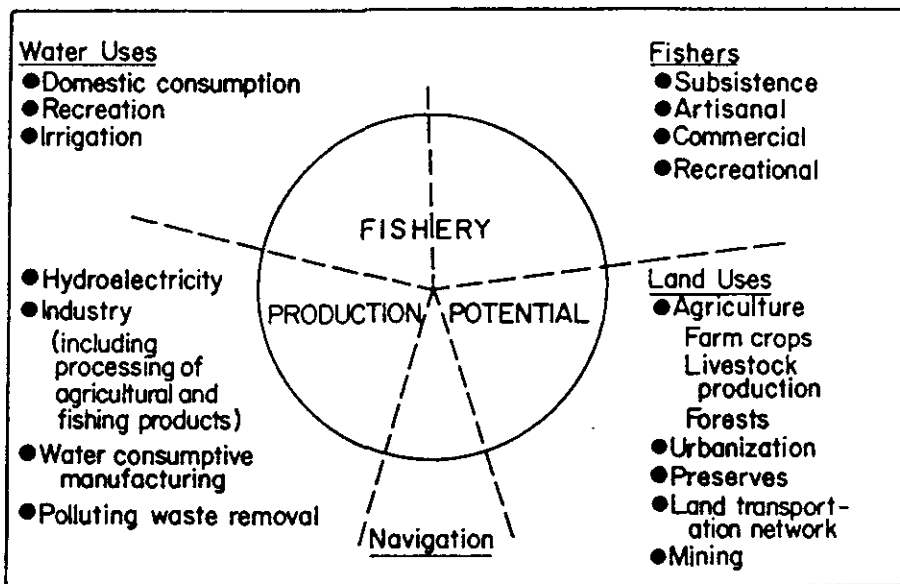 Water Uses
●Domestic consumption
●Recreation
●Irrigation
Fishers
●Subsistence
●Artisanal
●Commercial
●Recreational
FISHERY
PRODUCTION POTENTIAL
●Hydroelectricity
●Industry
(including
processing of
agricultural and
fishing products)
●Water consumptive
manufacturing
●Polluting waste removal
Navigation
Land Uses
●Agriculture
Farm crops
Livestock
production
Forests
●Urbanization
●Preserves
●Land transport-
ation network
●Mining